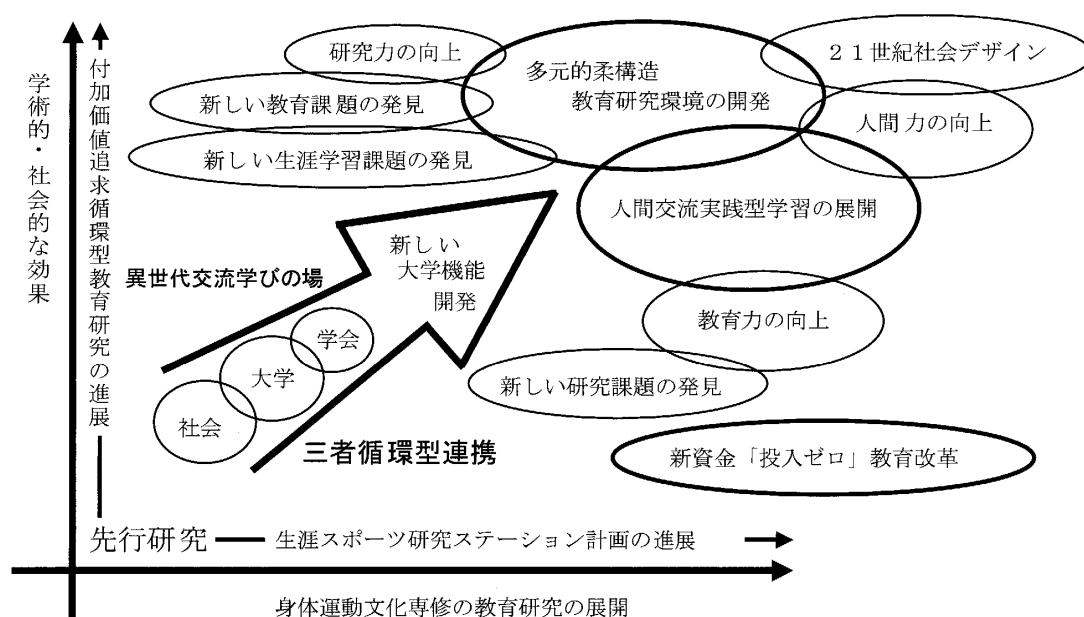 学術的・社会的な効果
付加価値追求循環型教育研究の進展
研究力の向上
新しい教育課題の発見
新しい生涯学習課題の発見
多元的柔構造
教育研究環境の開発
２１世紀社会デザイン
人間力の向上
人間交流実践型学習の展開
教育力の向上
新しい研究課題の発見
新資金「投入ゼロ」教育改革
異世代交流学びの場
新しい
大学機能
開発
学会
大学
社会
三者循環型連携
先行研究
生涯スポーツ研究ステーション計画の進展
身体運動文化専修の教育研究の展開